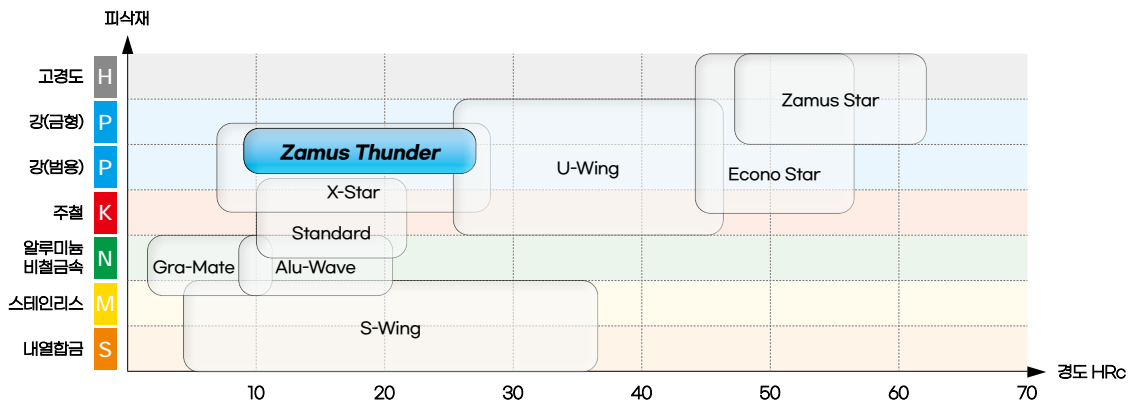 피삭재
고경도 H
강(금형) P
강(범용) P
주철 K
알루미늄
비철금속 N
스테인리스 M
내열합금 S
Zamus Star
Zamus Thunder
U-Wing
Econo Star
X-Star
Standard
Gra-Mate
Alu-Wave
S-Wing
10 20 30 40 50 60 70
경도 HRc